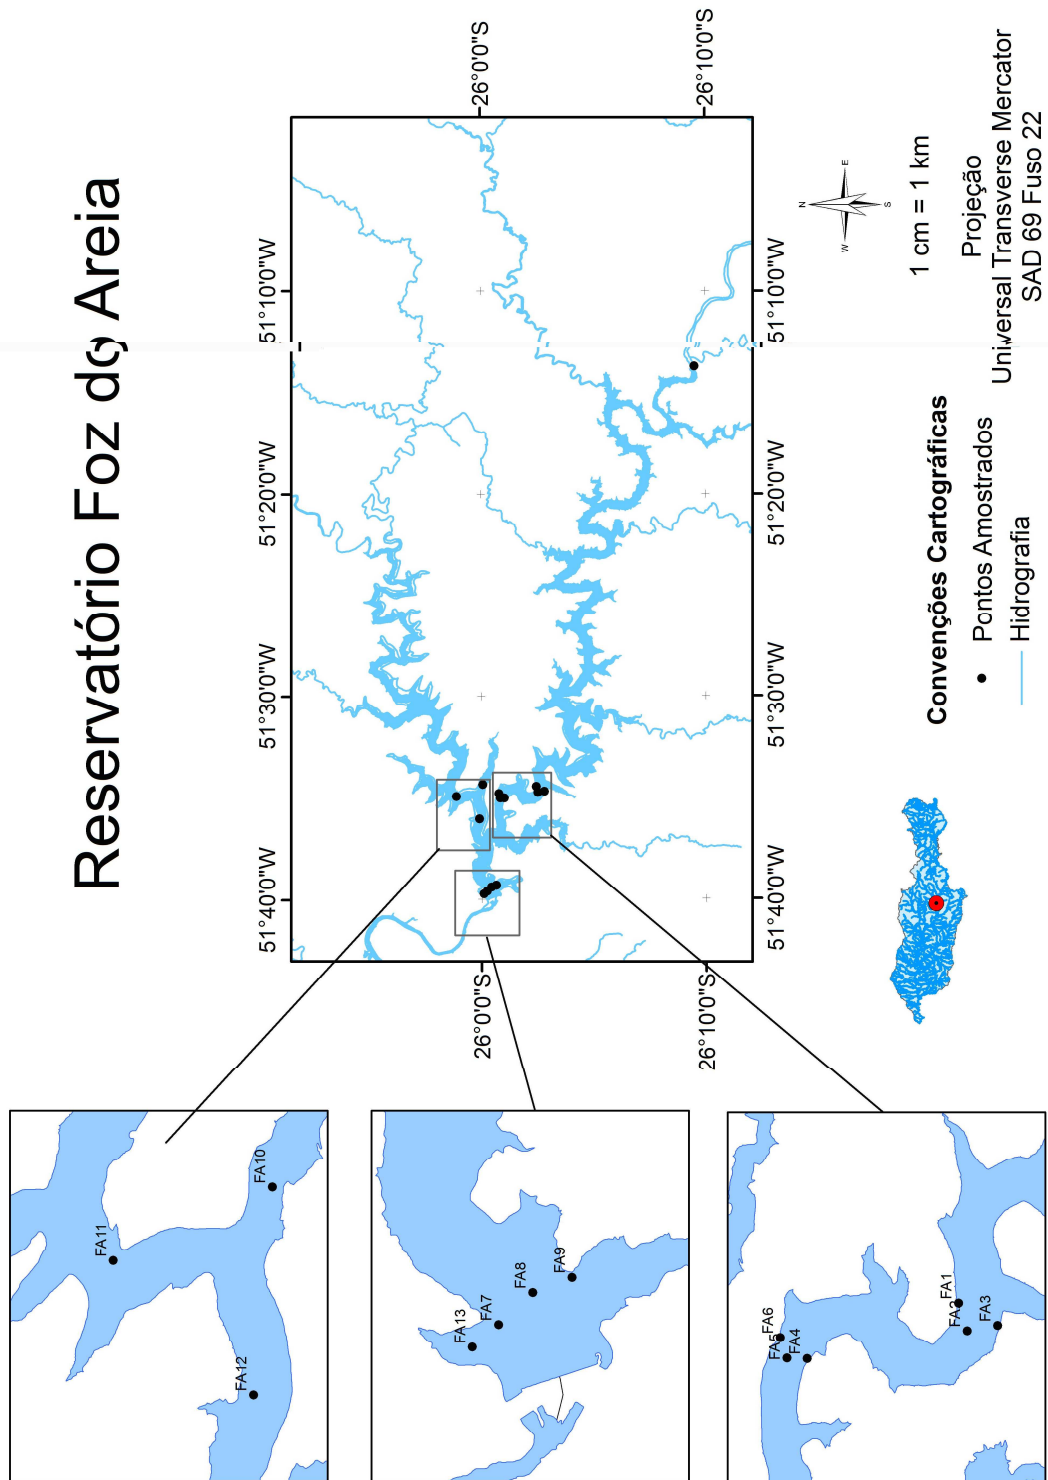 Reservatório Foz do Areia
51°40'0"W
51°30'0"W
51°20'0"W
51°10'0"W
26°0'0"S
26°0'0"S
26°10'0"S
26°10'0"S
51°40'0"W
51°30'0"W
51°20'0"W
51°10'0"W
FA12
FA11
FA10
FA13
FA7
FA8
FA9
FA5
FA6
FA4
FA1
FA2
FA3
Convenções Cartográficas
Pontos Amostrados
Hidrografia
N
W
E
S
1 cm = 1 km
Projeção
Universal Transverse Mercator
SAD 69 Fuso 22